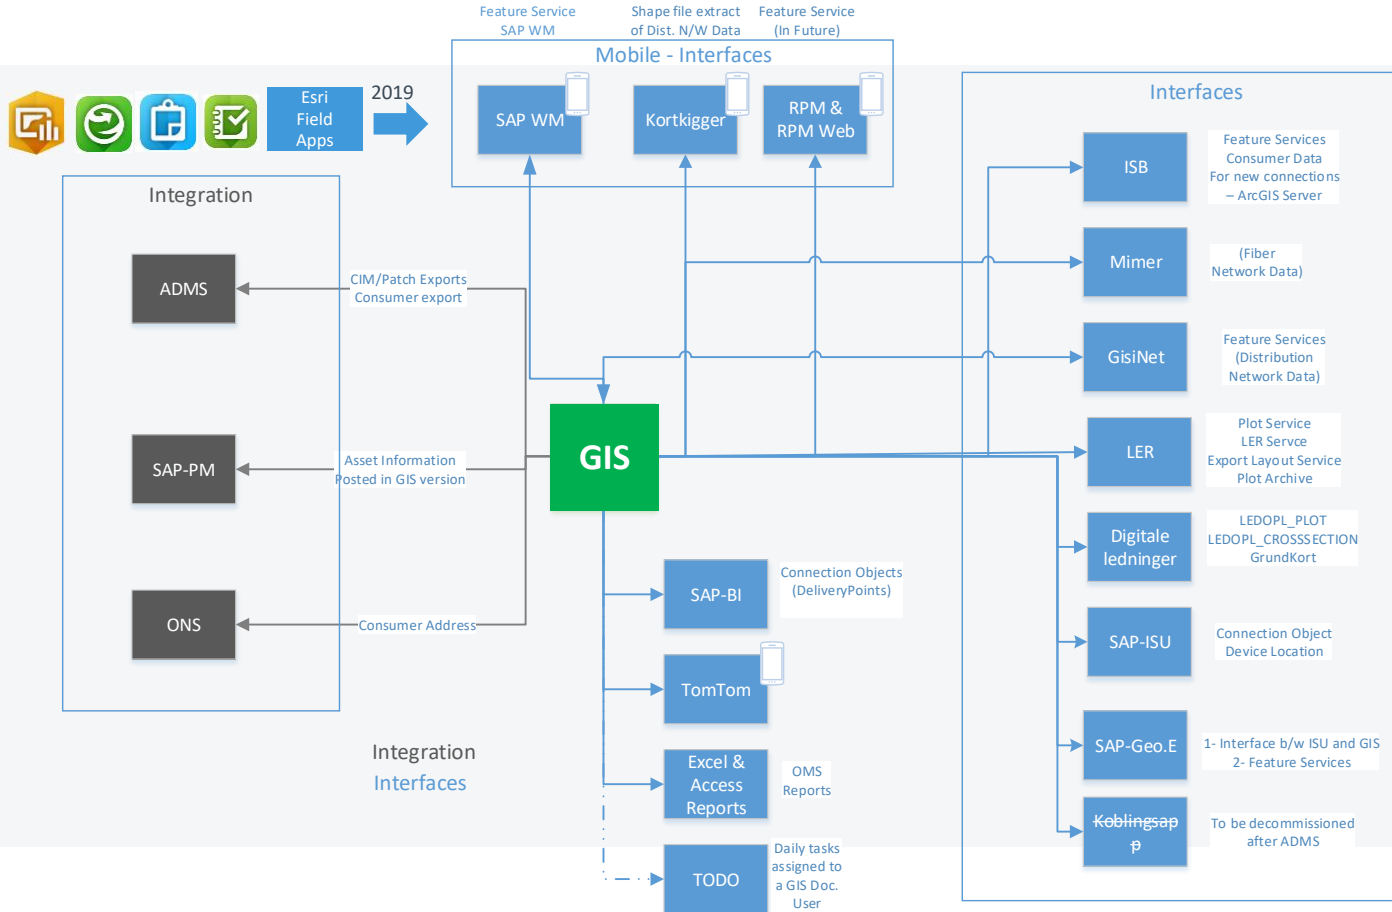 Feature Service
SAP WM
Shape file extract
of Dist. N/W Data
Feature Service
(In Future)
Mobile - Interfaces
SAP WM
Kortkigger
RPM &
RPM Web
Esri
Field
Apps
2019
Integration
ADMS
SAP-PM
ONS
CIM/Patch Exports
Consumer export
Asset Information
Posted in GIS version
Consumer Address
Integration
Interfaces
GIS
SAP-BI
Connection Objects
(DeliveryPoints)
TomTom
Excel &
Access
Reports
OMS
Reports
TODO
Daily tasks
assigned to
a GIS Doc.
User
Interfaces
ISB
Feature Services
Consumer Data
For new connections
– ArcGIS Server
Mimer
(Fiber
Network Data)
GisiNet
Feature Services
(Distribution
Network Data)
LER
Plot Service
LER Servce
Export Layout Service
Plot Archive
Digitale
ledninger
LEDOPL_PLOT
LEDOPL_CROSSSECTION
GrundKort
SAP-ISU
Connection Object
Device Location
SAP-Geo.E
1- Interface b/w ISU and GIS
2- Feature Services
Koblingsap
p
To be decommissioned
after ADMS